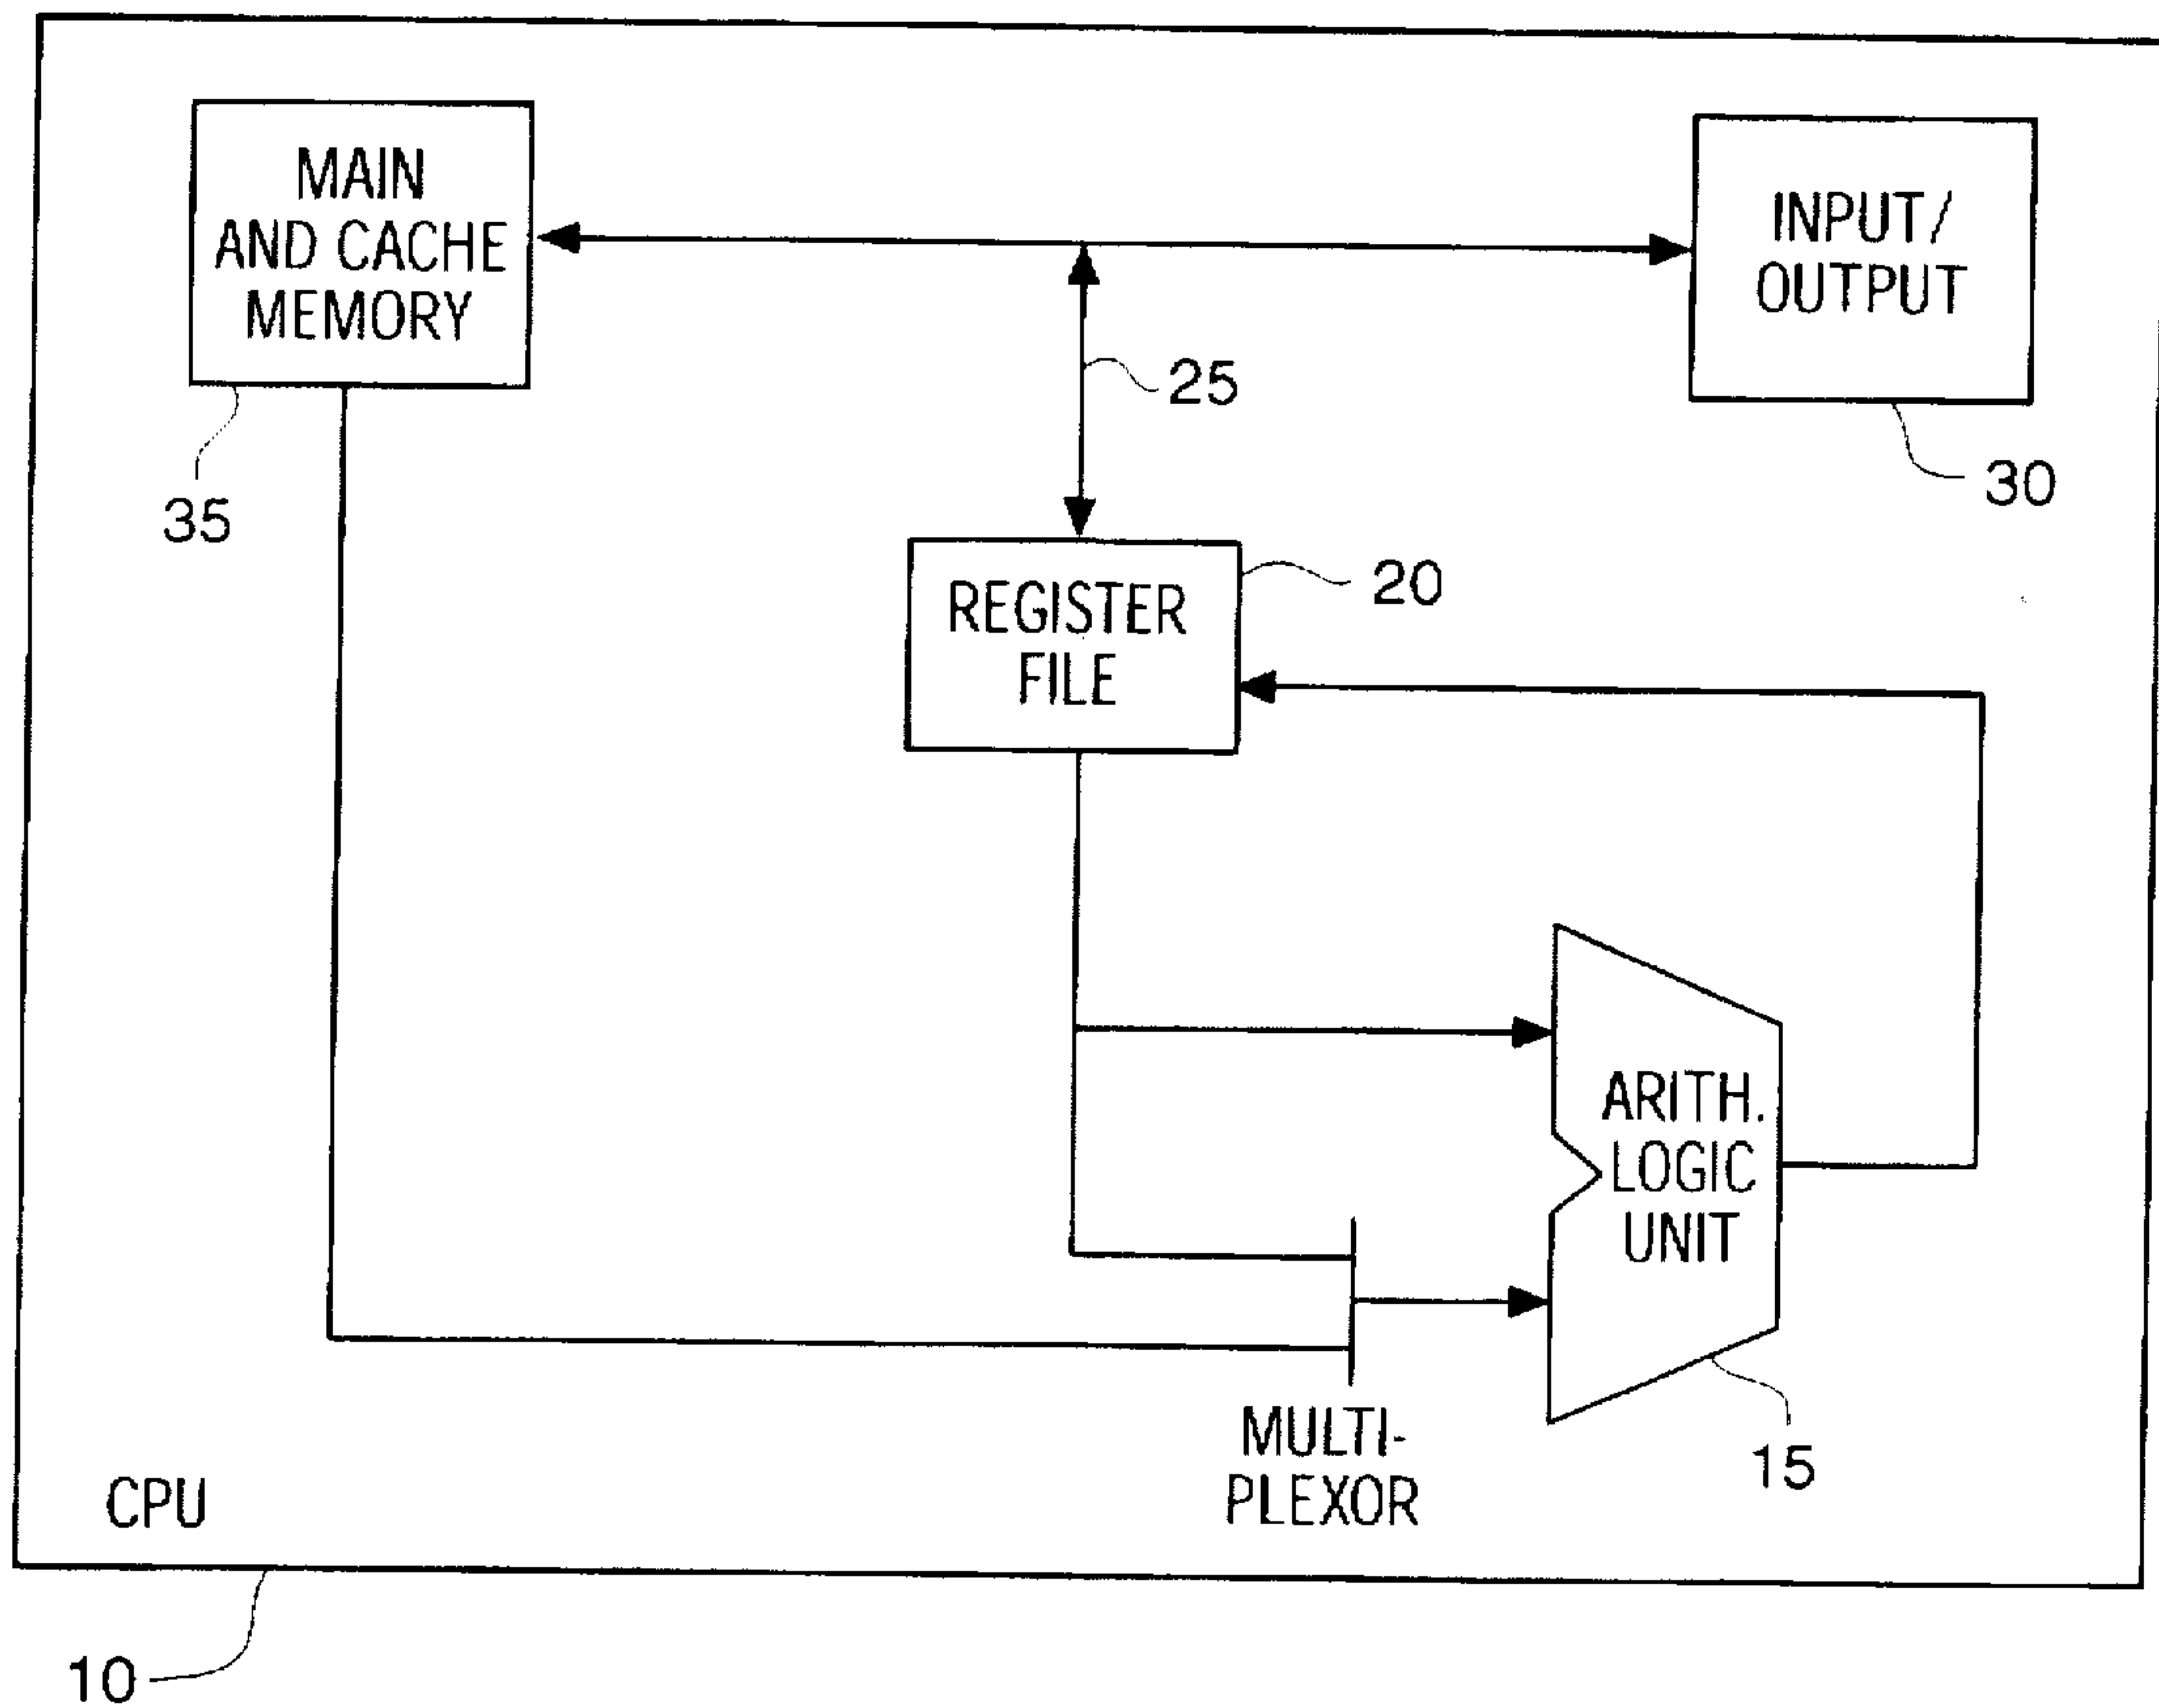 MAIN
AND CACHE
MEMORY
INPUT/
OUTPUT
25
30
35
20
REGISTER
FILE
ARITH.
LOGIC
UNIT
MULTI-
PLEXOR
15
CPU
10